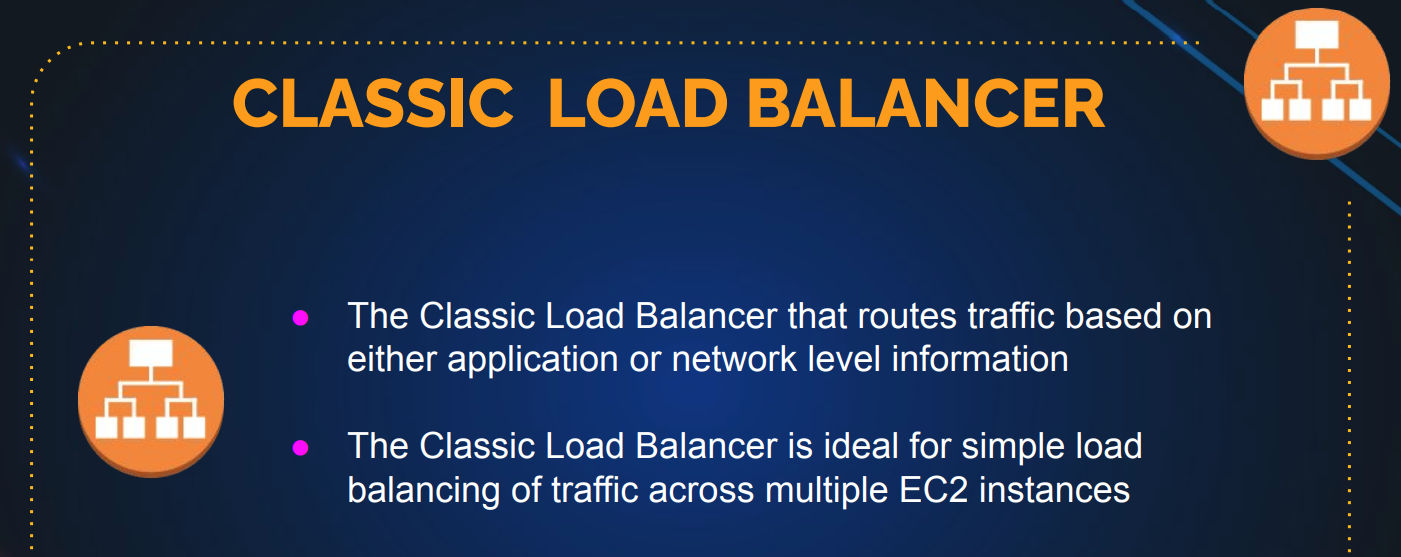 CLASSIC LOAD BALANCER
● The Classic Load Balancer that routes traffic based on
either application or network level information
● The Classic Load Balancer is ideal for simple load
balancing of traffic across multiple EC2 instances